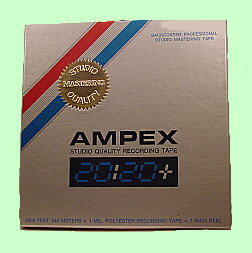 BACKCOATED PROFESSIONAL
STUDIO MASTERING TAPE
STUDIO
MASTERING
QUALITY
AMPEX
STUDIO QUALITY RECORDING TAPE
20:20+
1800 FEET 549 METERS • 1 MIL. POLYESTER RECORDING TAPE • 7 INCH REEL